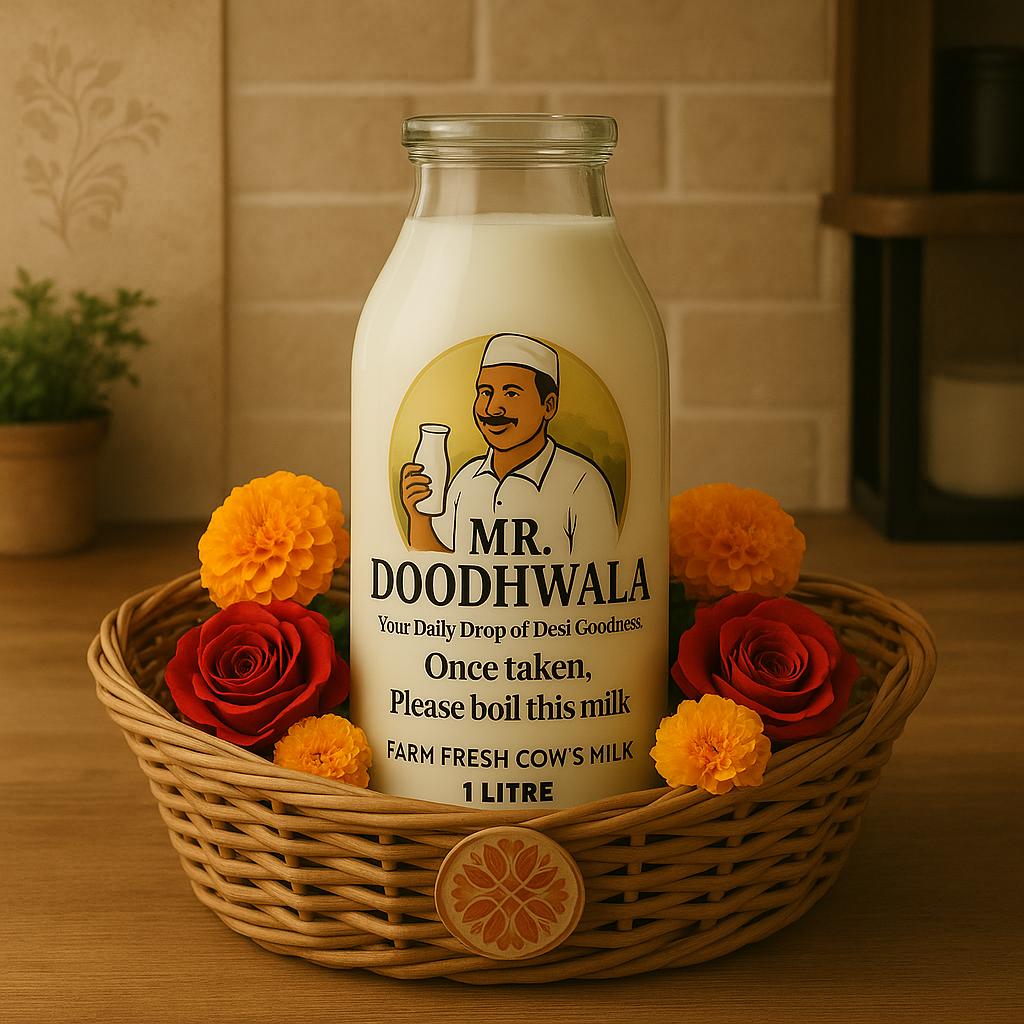 MR.
DOODHWALA
Your Daily Drop of Desi Goodness.
Once taken,
Please boil this milk
FARM FRESH COW'S MILK
1 LITRE